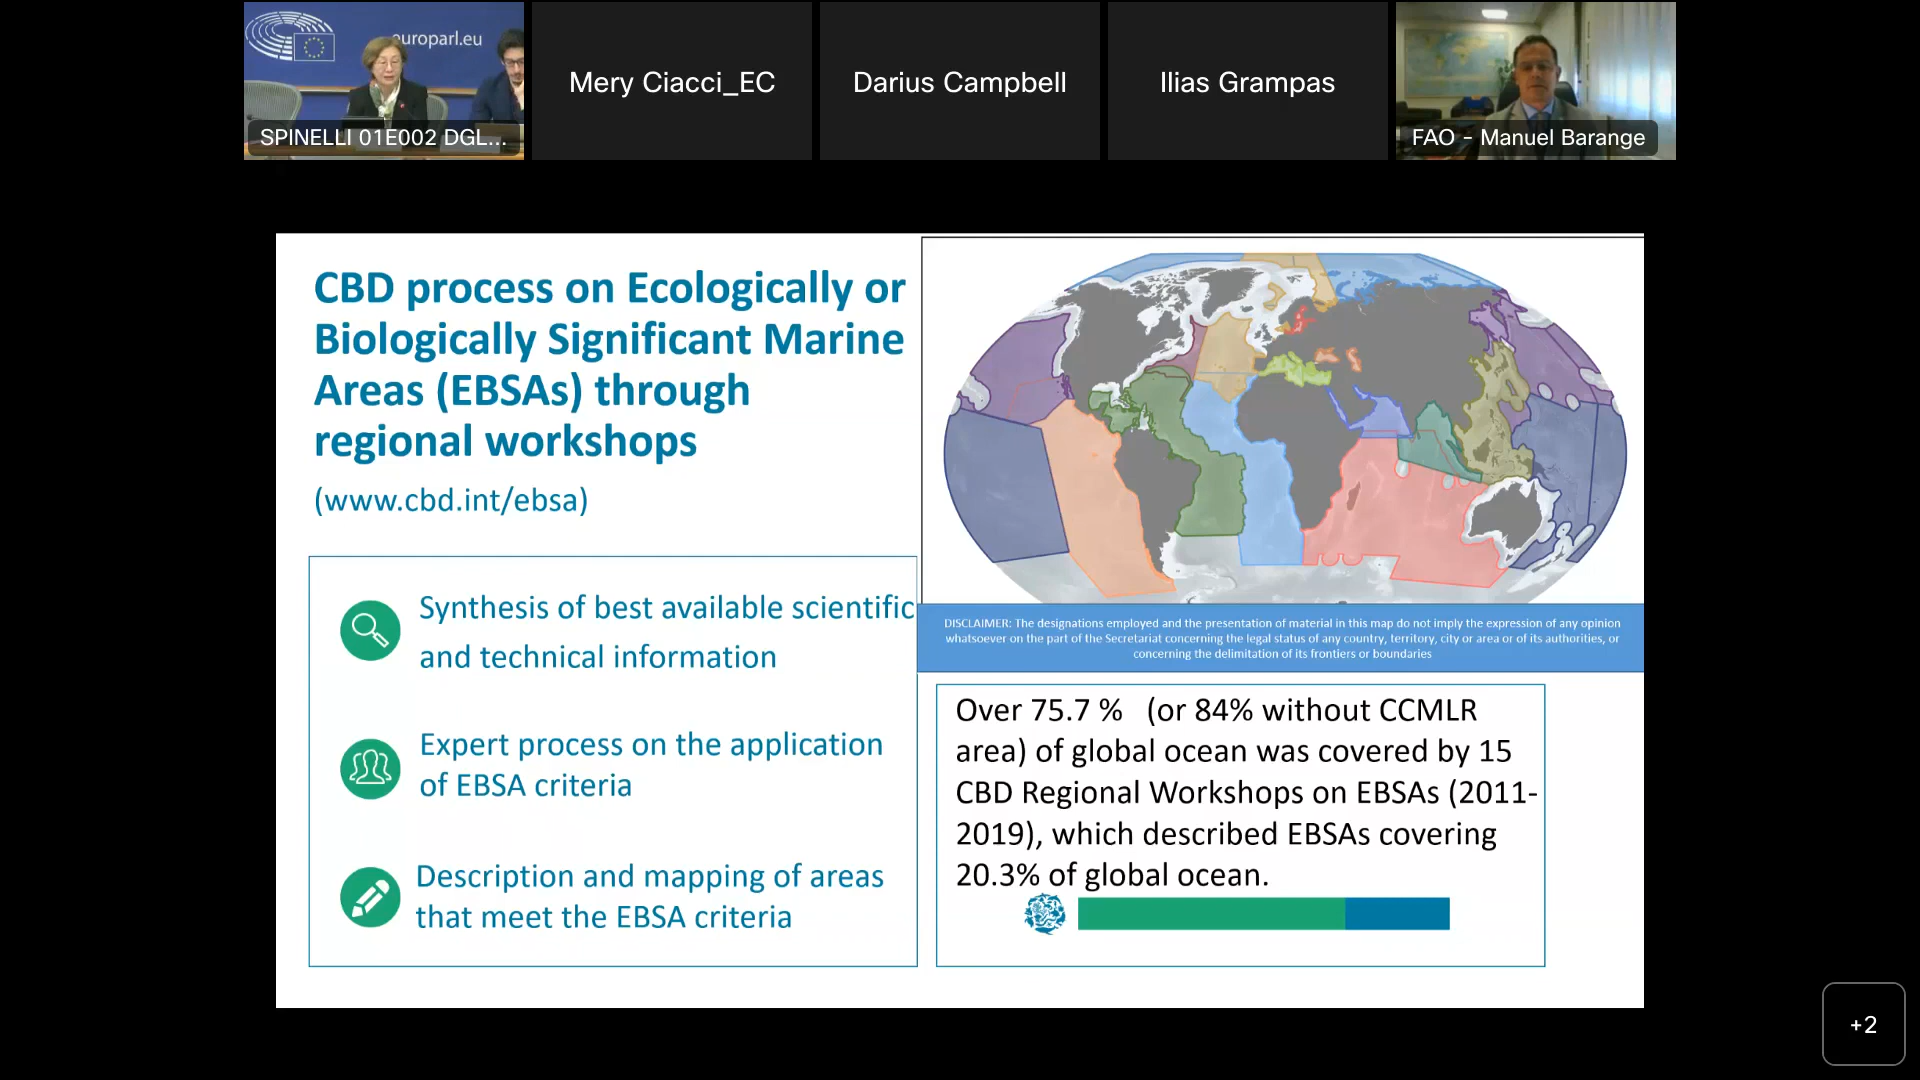 europarl.eu
SPINELLI 01E002 DGL...
Mery Ciacci_EC
Darius Campbell
Ilias Grampas
FAO - Manuel Barange
CBD process on Ecologically or
Biologically Significant Marine
Areas (EBSAs) through
regional workshops
(www.cbd.int/ebsa)
Synthesis of best available scientific
and technical information
Expert process on the application
of EBSA criteria
Description and mapping of areas
that meet the EBSA criteria
DISCLAIMER: The designations employed and the presentation of material in this map do not imply the expression of any opinion
whatsoever on the part of the Secretariat concerning the legal status of any country, territory, city or area or of its authorities, or
concerning the delimitation of its frontiers or boundaries
Over 75.7 % (or 84% without CCMLR
area) of global ocean was covered by 15
CBD Regional Workshops on EBSAs (2011-
2019), which described EBSAs covering
20.3% of global ocean.
+2